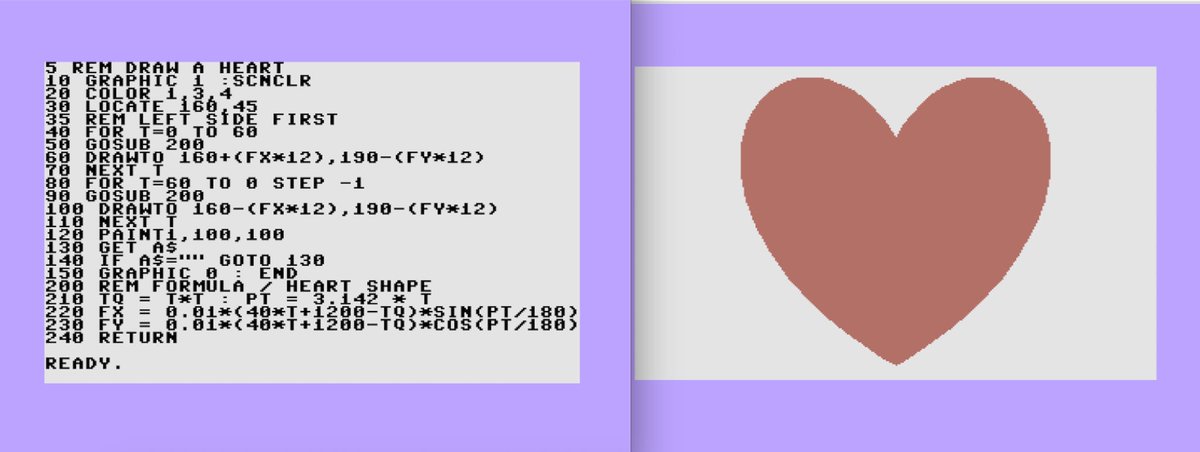 5 REM DRAW A HEART
10 GRAPHIC 1 :SCNCLR
20 COLOR 1,3,4
30 LOCATE 160,45
35 REM LEFT SIDE FIRST
40 FOR T=0 TO 60
50 GOSUB 200
60 DRAWTO 160+(FX*12),190-(FY*12)
70 NEXT T
80 FOR T=60 TO 0 STEP -1
90 GOSUB 200
100 DRAWTO 160-(FX*12),190-(FY*12)
110 NEXT T
120 PAINT1,100,100
130 GET A$
140 IF A$="" GOTO 130
150 GRAPHIC 0 : END
200 REM FORMULA / HEART SHAPE
210 TQ = T*T : PT = 3.142 * T
220 FX = 0.01*(40*T+1200-TQ)*SIN(PT/180)
230 FY = 0.01*(40*T+1200-TQ)*COS(PT/180)
240 RETURN
READY.